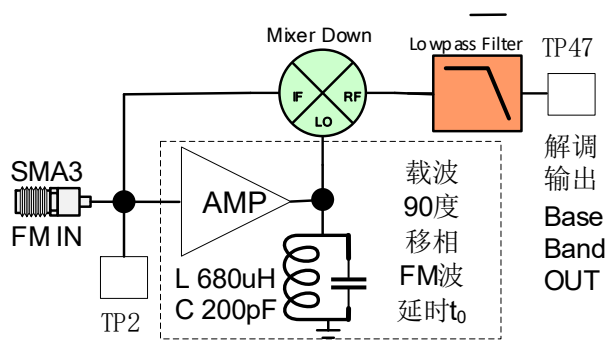 Mixer Down
Lowpass Filter
TP47
IF
RF
LO
SMA3
FM IN
AMP
TP2
L 680uH
C 200pF
载波
90度
移相
FM波
延时t₀
解调
输出
Base
Band
OUT